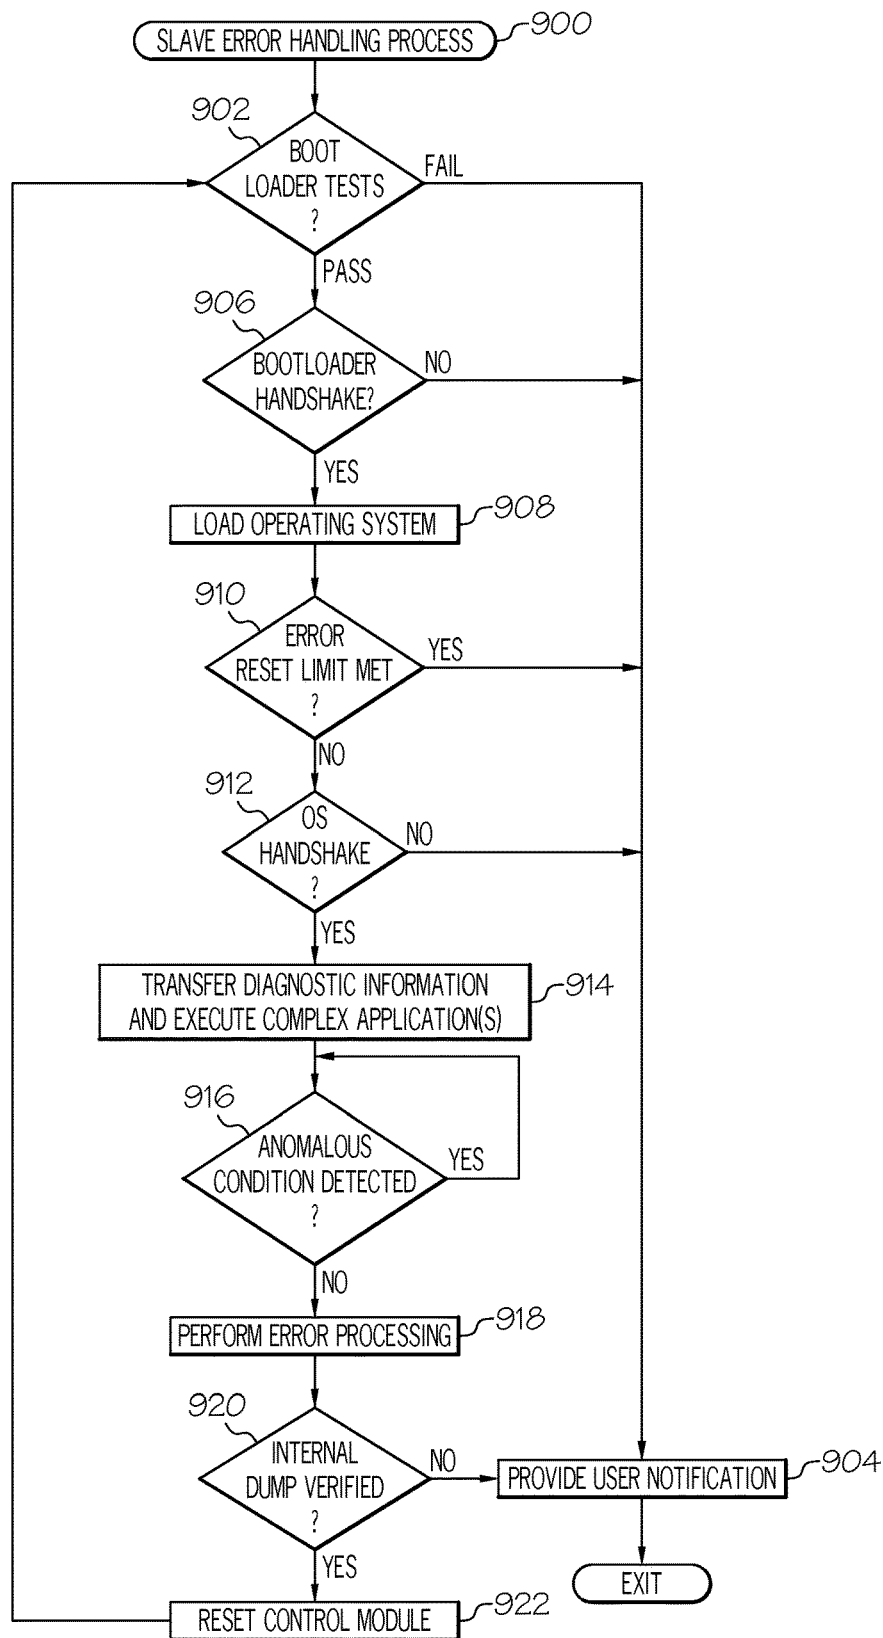 SLAVE ERROR HANDLING PROCESS
900
902
BOOT
LOADER TESTS
?
FAIL
PASS
906
BOOTLOADER
HANDSHAKE?
NO
YES
LOAD OPERATING SYSTEM
908
910
ERROR
RESET LIMIT MET
?
YES
NO
912
OS
HANDSHAKE
?
NO
YES
TRANSFER DIAGNOSTIC INFORMATION
AND EXECUTE COMPLEX APPLICATION(S)
914
916
ANOMALOUS
CONDITION DETECTED
?
YES
NO
PERFORM ERROR PROCESSING
918
920
INTERNAL
DUMP VERIFIED
?
NO
PROVIDE USER NOTIFICATION
904
YES
EXIT
RESET CONTROL MODULE
922